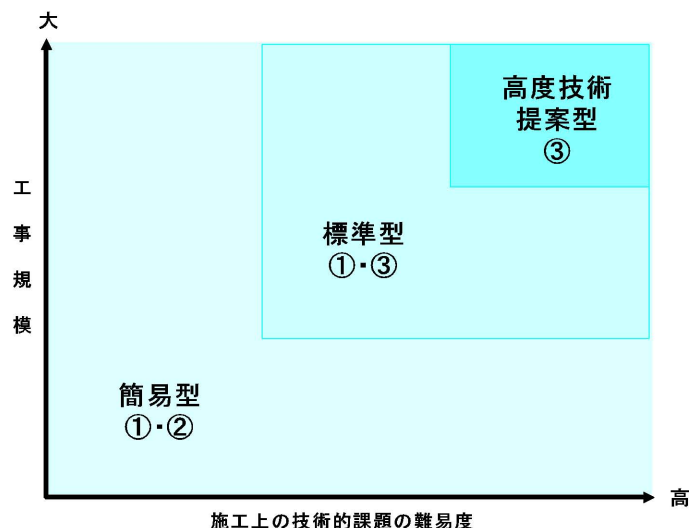 大
高度技術
提案型
③
工事規模
標準型
①・③
簡易型
①・②
高
施工上の技術的課題の難易度